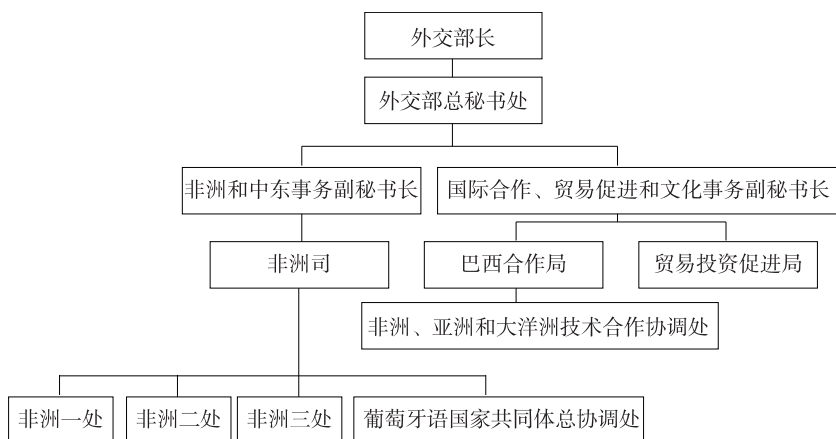 外交部长
外交部总秘书处
非洲和中东事务副秘书长
国际合作、贸易促进和文化事务副秘书长
非洲司
巴西合作局
贸易投资促进局
非洲、亚洲和大洋洲技术合作协调处
非洲一处
非洲二处
非洲三处
葡萄牙语国家共同体总协调处